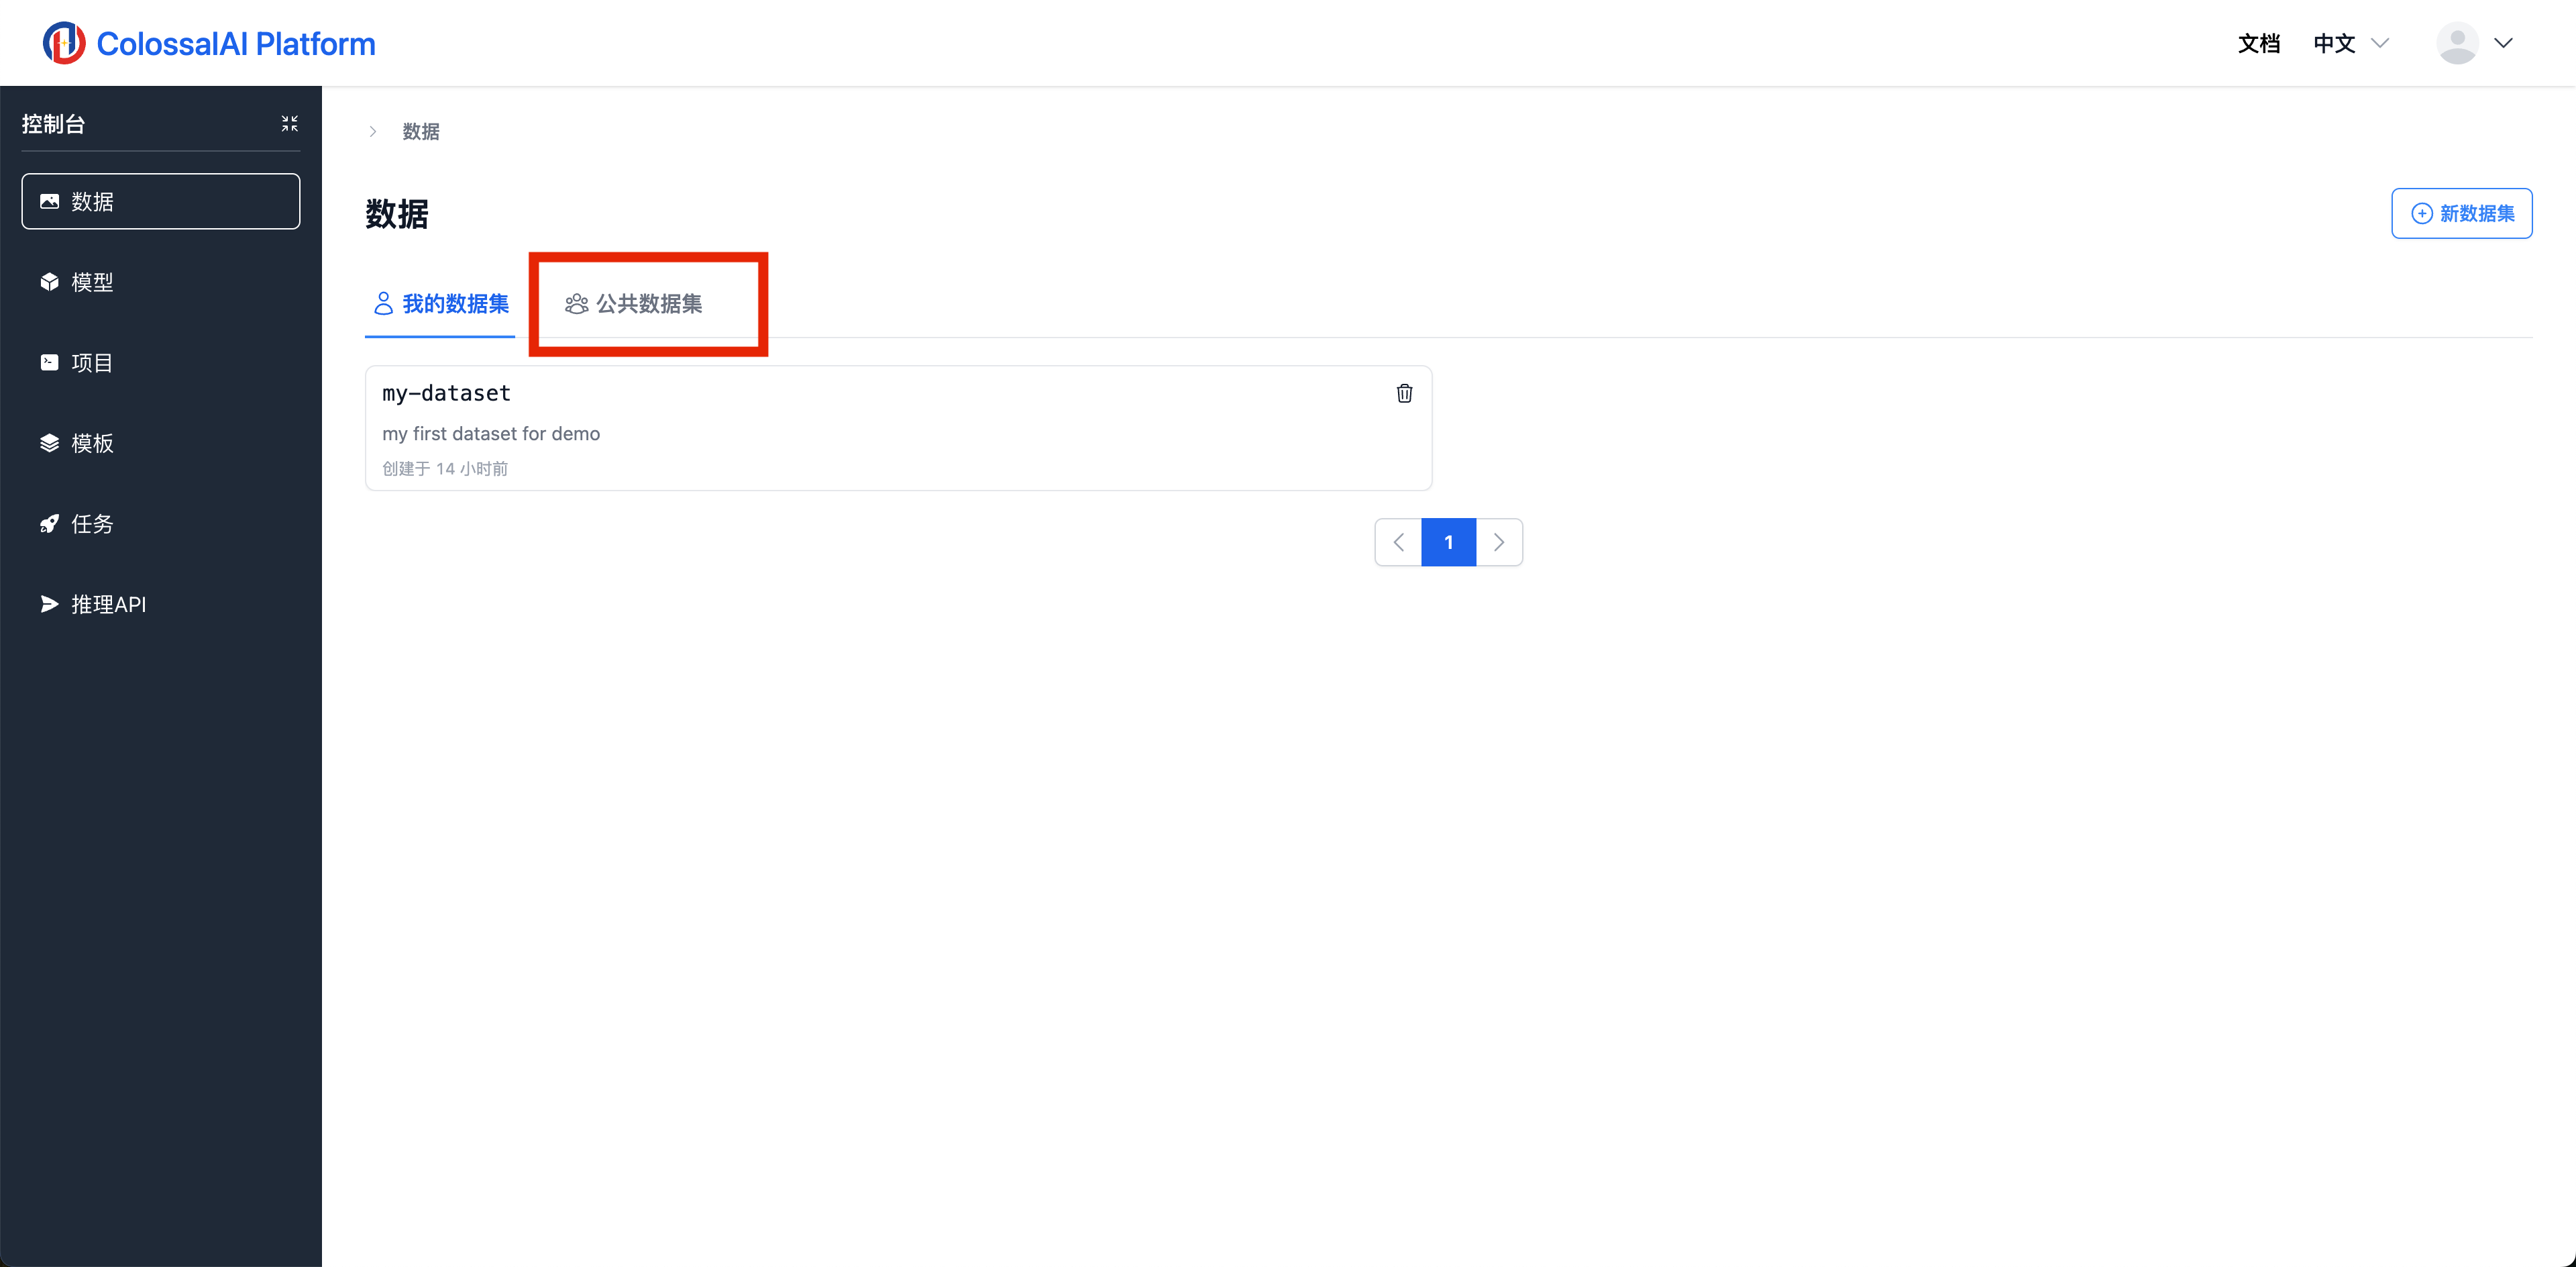 ColossalAI Platform
文档 中文
控制台
数据
模型
项目
模板
任务
推理API
数据
数据
新数据集
我的数据集 公共数据集
my-dataset
my first dataset for demo
创建于 14 小时前
1